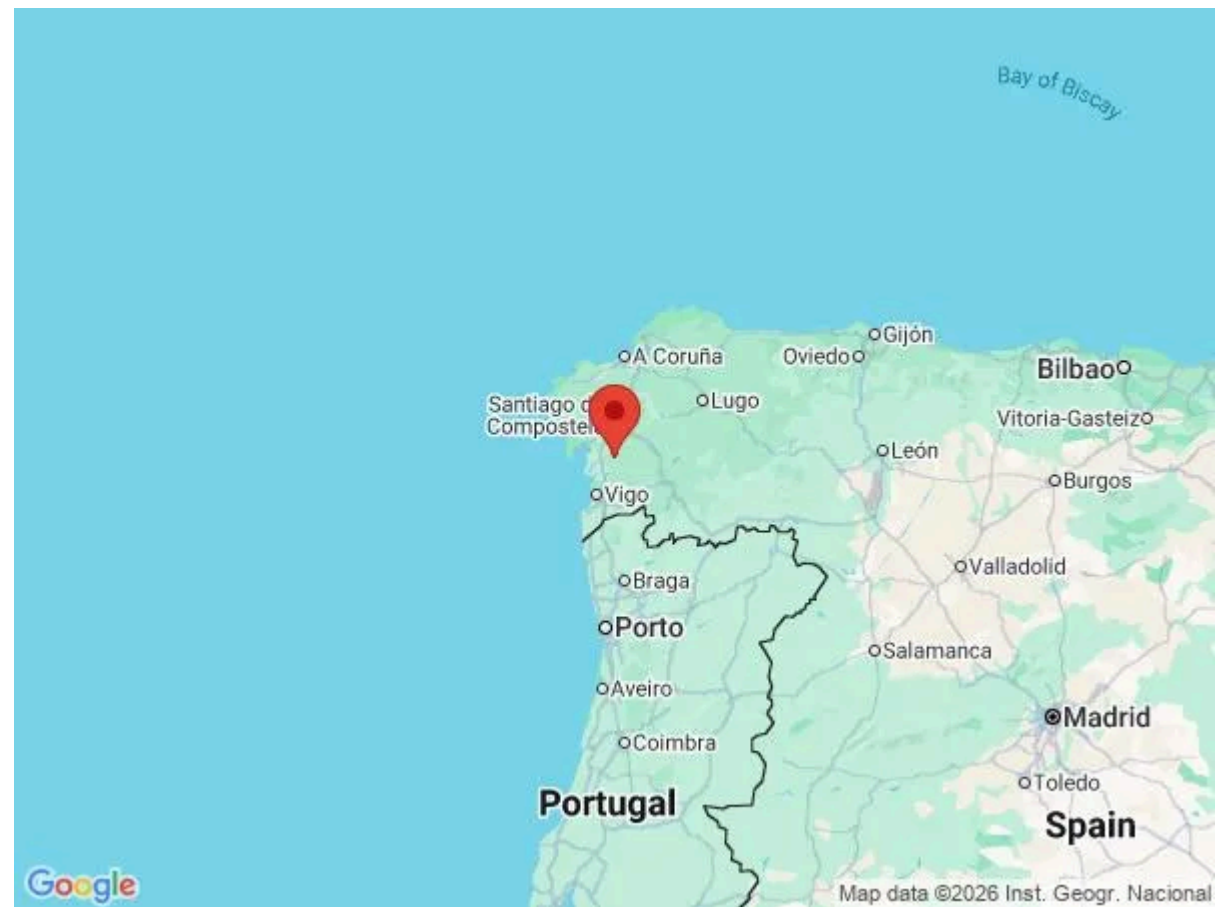 Bay of Biscay
Gijón
A Coruña
Oviedo
Bilbao
Santiago d
Lugo
Compostel
Vitoria-Gasteiz
León
Burgos
Vigo
Valladolid
Braga
Porto
Salamanca
Aveiro
Madrid
Coimbra
Toledo
Portugal
Spain
Google
Map data ©2026 Inst. Geogr. Nacional